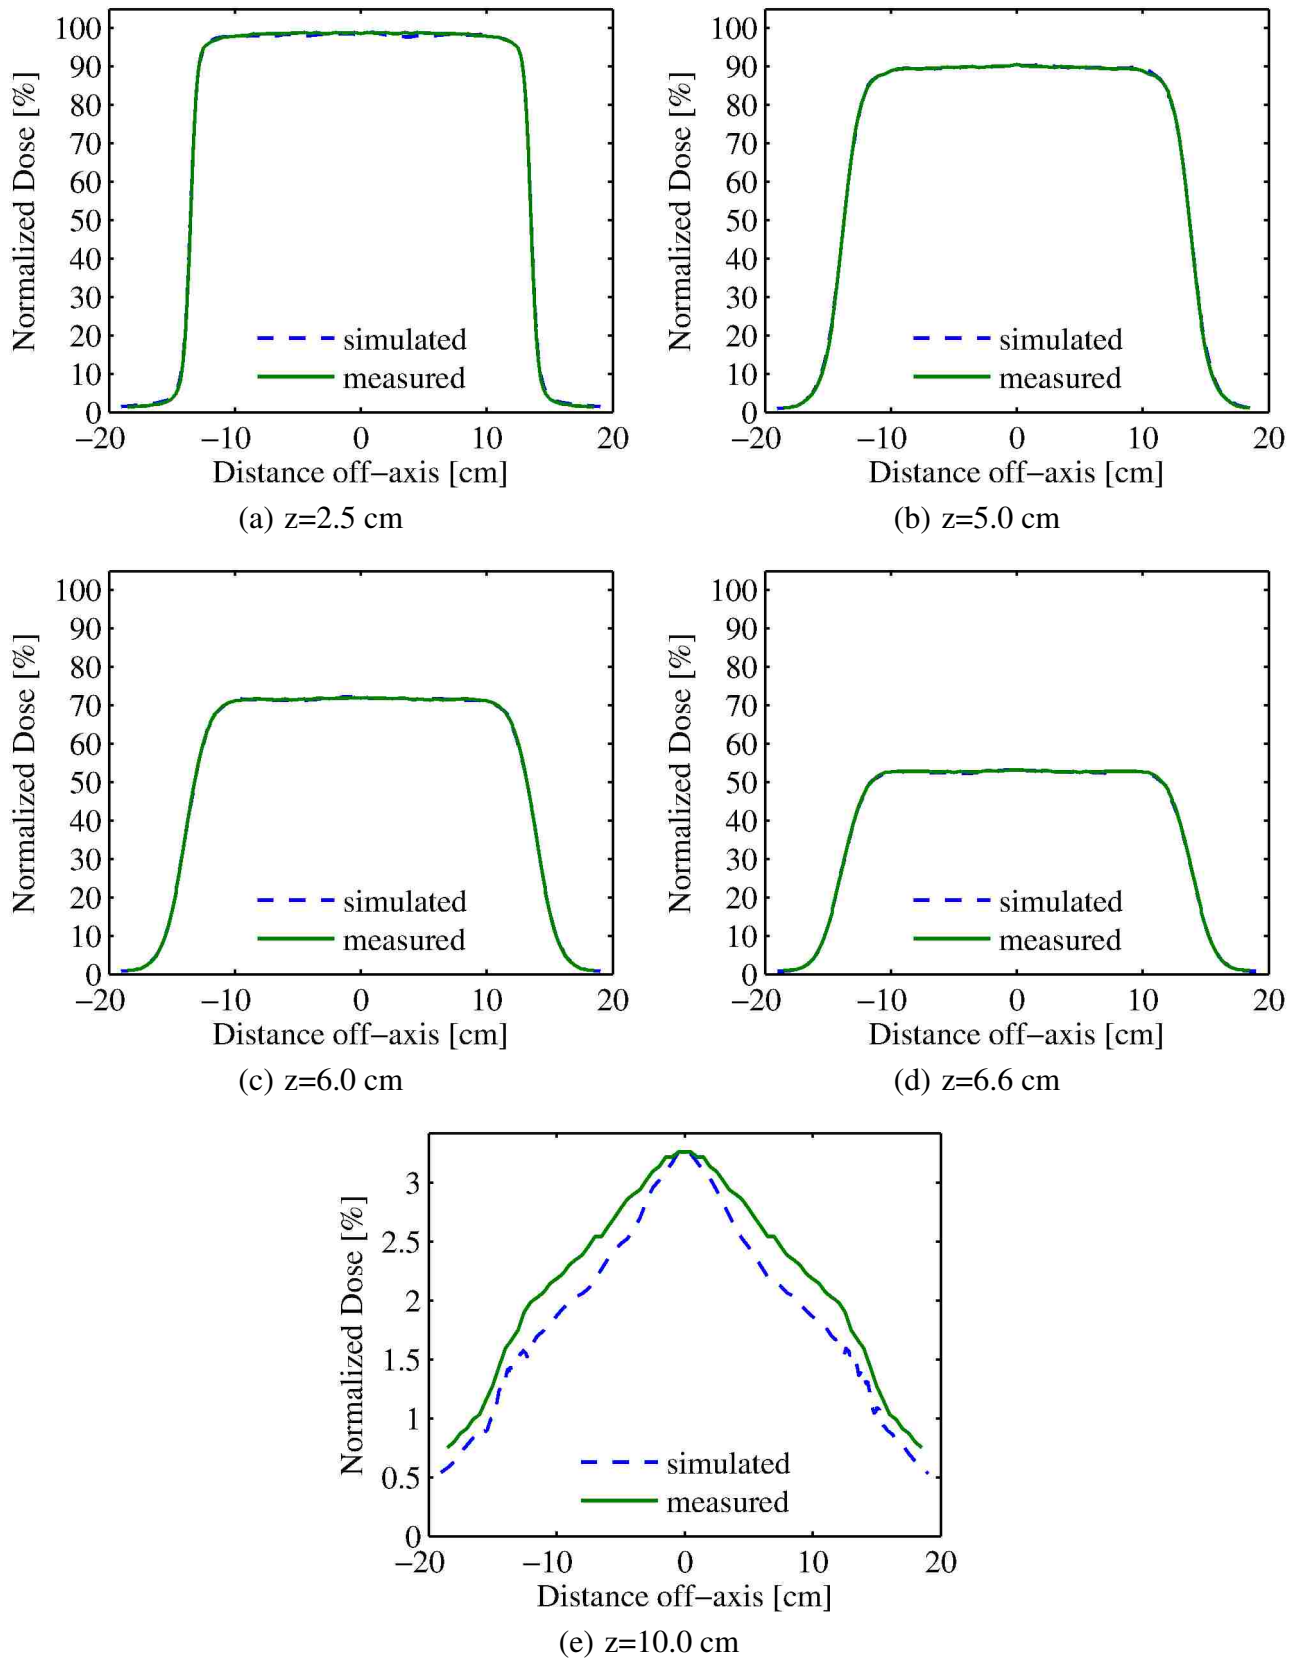 100
90
80
70
60
50
40
30
20
10
0
Normalized Dose [%]
simulated
measured
−20 −10 0 10 20
Distance off−axis [cm]
(a) z=2.5 cm
100
90
80
70
60
50
40
30
20
10
0
Normalized Dose [%]
simulated
measured
−20 −10 0 10 20
Distance off−axis [cm]
(b) z=5.0 cm
100
90
80
70
60
50
40
30
20
10
0
Normalized Dose [%]
simulated
measured
−20 −10 0 10 20
Distance off−axis [cm]
(c) z=6.0 cm
100
90
80
70
60
50
40
30
20
10
0
Normalized Dose [%]
simulated
measured
−20 −10 0 10 20
Distance off−axis [cm]
(d) z=6.6 cm
3
2.5
2
1.5
1
0.5
0
Normalized Dose [%]
simulated
measured
−20 −10 0 10 20
Distance off−axis [cm]
(e) z=10.0 cm